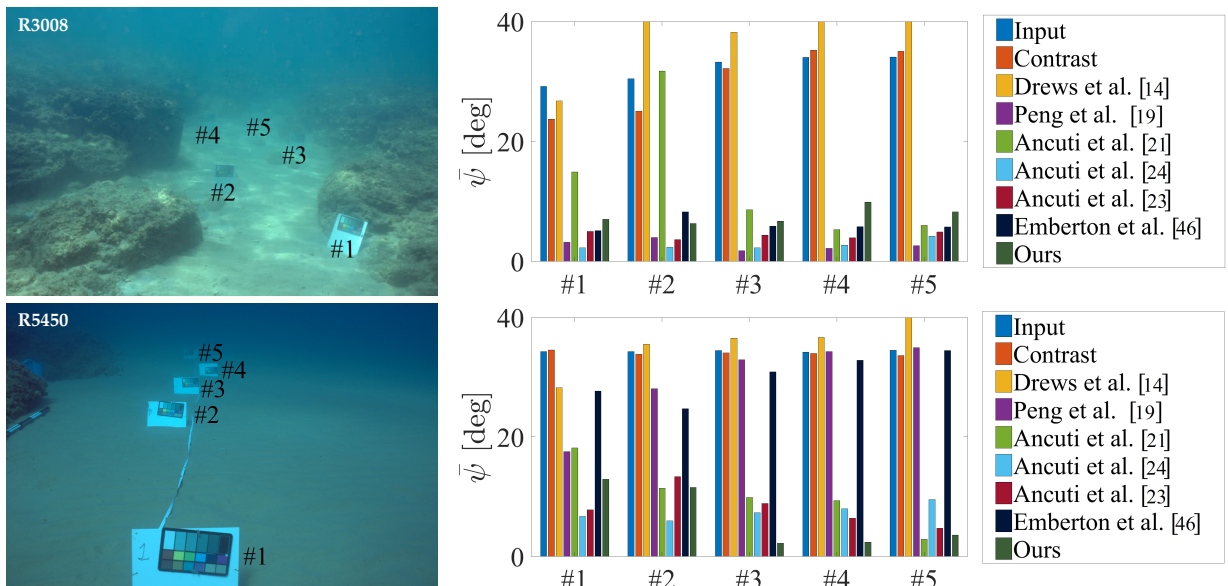 R3008
#4
#5
#3
#2
#1
40
20
0
ψ̄ [deg]
#1 #2 #3 #4 #5
Input
Contrast
Drews et al. [14]
Peng et al. [19]
Ancuti et al. [21]
Ancuti et al. [24]
Ancuti et al. [23]
Emberton et al. [46]
Ours
R5450
#5
#4
#3
#2
#1
1
40
20
0
ψ̄ [deg]
#1 #2 #3 #4 #5
Input
Contrast
Drews et al. [14]
Peng et al. [19]
Ancuti et al. [21]
Ancuti et al. [24]
Ancuti et al. [23]
Emberton et al. [46]
Ours